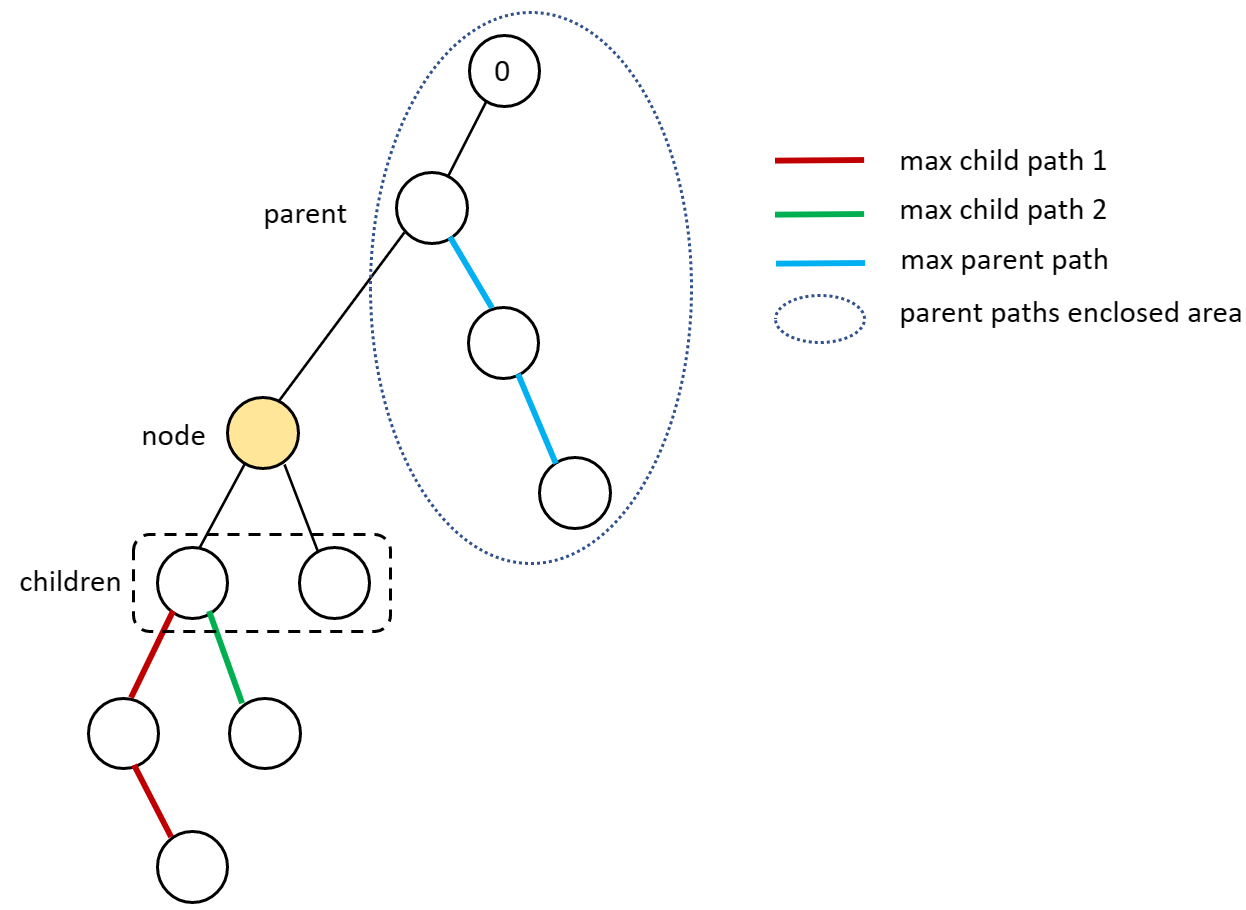 0
parent
node
children
max child path 1
max child path 2
max parent path
parent paths enclosed area